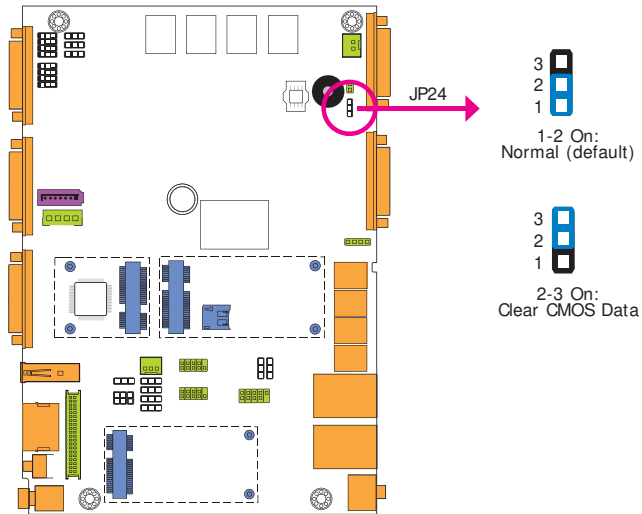 JP24
3
2
1
1-2 On:
Normal (default)
3
2
1
2-3 On:
Clear CMOS Data